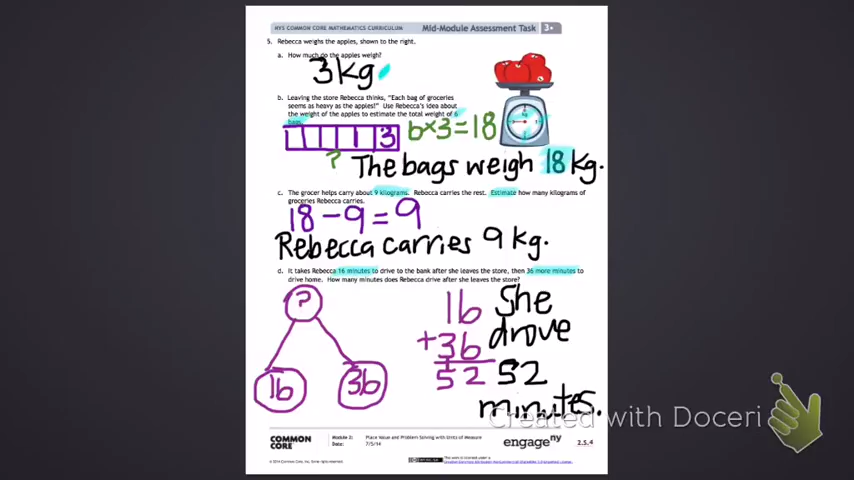 NYS COMMON CORE MATHEMATICS CURRICULUM Mid-Module Assessment Task 3•
5. Rebecca weighs the apples, shown to the right.
a. How much do the apples weigh?
3 kg.
b. Leaving the store Rebecca thinks, "Each bag of groceries
seems as heavy as the apples!" Use Rebecca's idea about
the weight of the apples to estimate the total weight of 6
bags.
3 6×3=18
?
The bags weigh 18 kg.
c. The grocer helps carry about 9 kilograms. Rebecca carries the rest. Estimate how many kilograms of
groceries Rebecca carries.
18-9=9
Rebecca carries 9 kg.
d. It takes Rebecca 16 minutes to drive to the bank after she leaves the store, then 36 more minutes to
drive home. How many minutes does Rebecca drive after she leaves the store?
?
16 36
16
+36
52
She
drove
52
minutes.
Created with Doceri
COMMON
CORE
Module 2: Place Value and Problem Solving with Units of Measure
Date: 7/5/14
engage ny
2.S.4